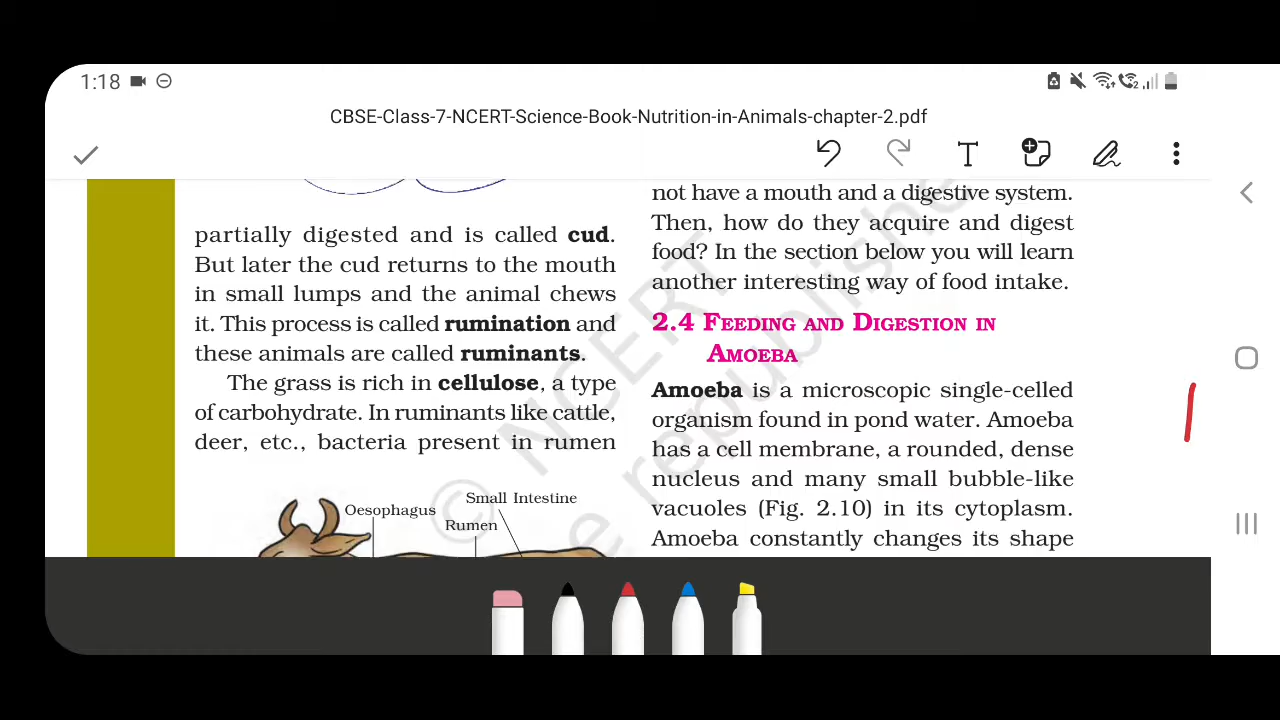 1:18
CBSE-Class-7-NCERT-Science-Book-Nutrition-in-Animals-chapter-2.pdf
T
partially digested and is called cud.
But later the cud returns to the mouth
in small lumps and the animal chews
it. This process is called rumination and
these animals are called ruminants.
The grass is rich in cellulose, a type
of carbohydrate. In ruminants like cattle,
deer, etc., bacteria present in rumen
Oesophagus
Small Intestine
Rumen
not have a mouth and a digestive system.
Then, how do they acquire and digest
food? In the section below you will learn
another interesting way of food intake.
2.4 FEEDING AND DIGESTION IN
AMOEBA
Amoeba is a microscopic single-celled
organism found in pond water. Amoeba
has a cell membrane, a rounded, dense
nucleus and many small bubble-like
vacuoles (Fig. 2.10) in its cytoplasm.
Amoeba constantly changes its shape
© NCERT
republishe